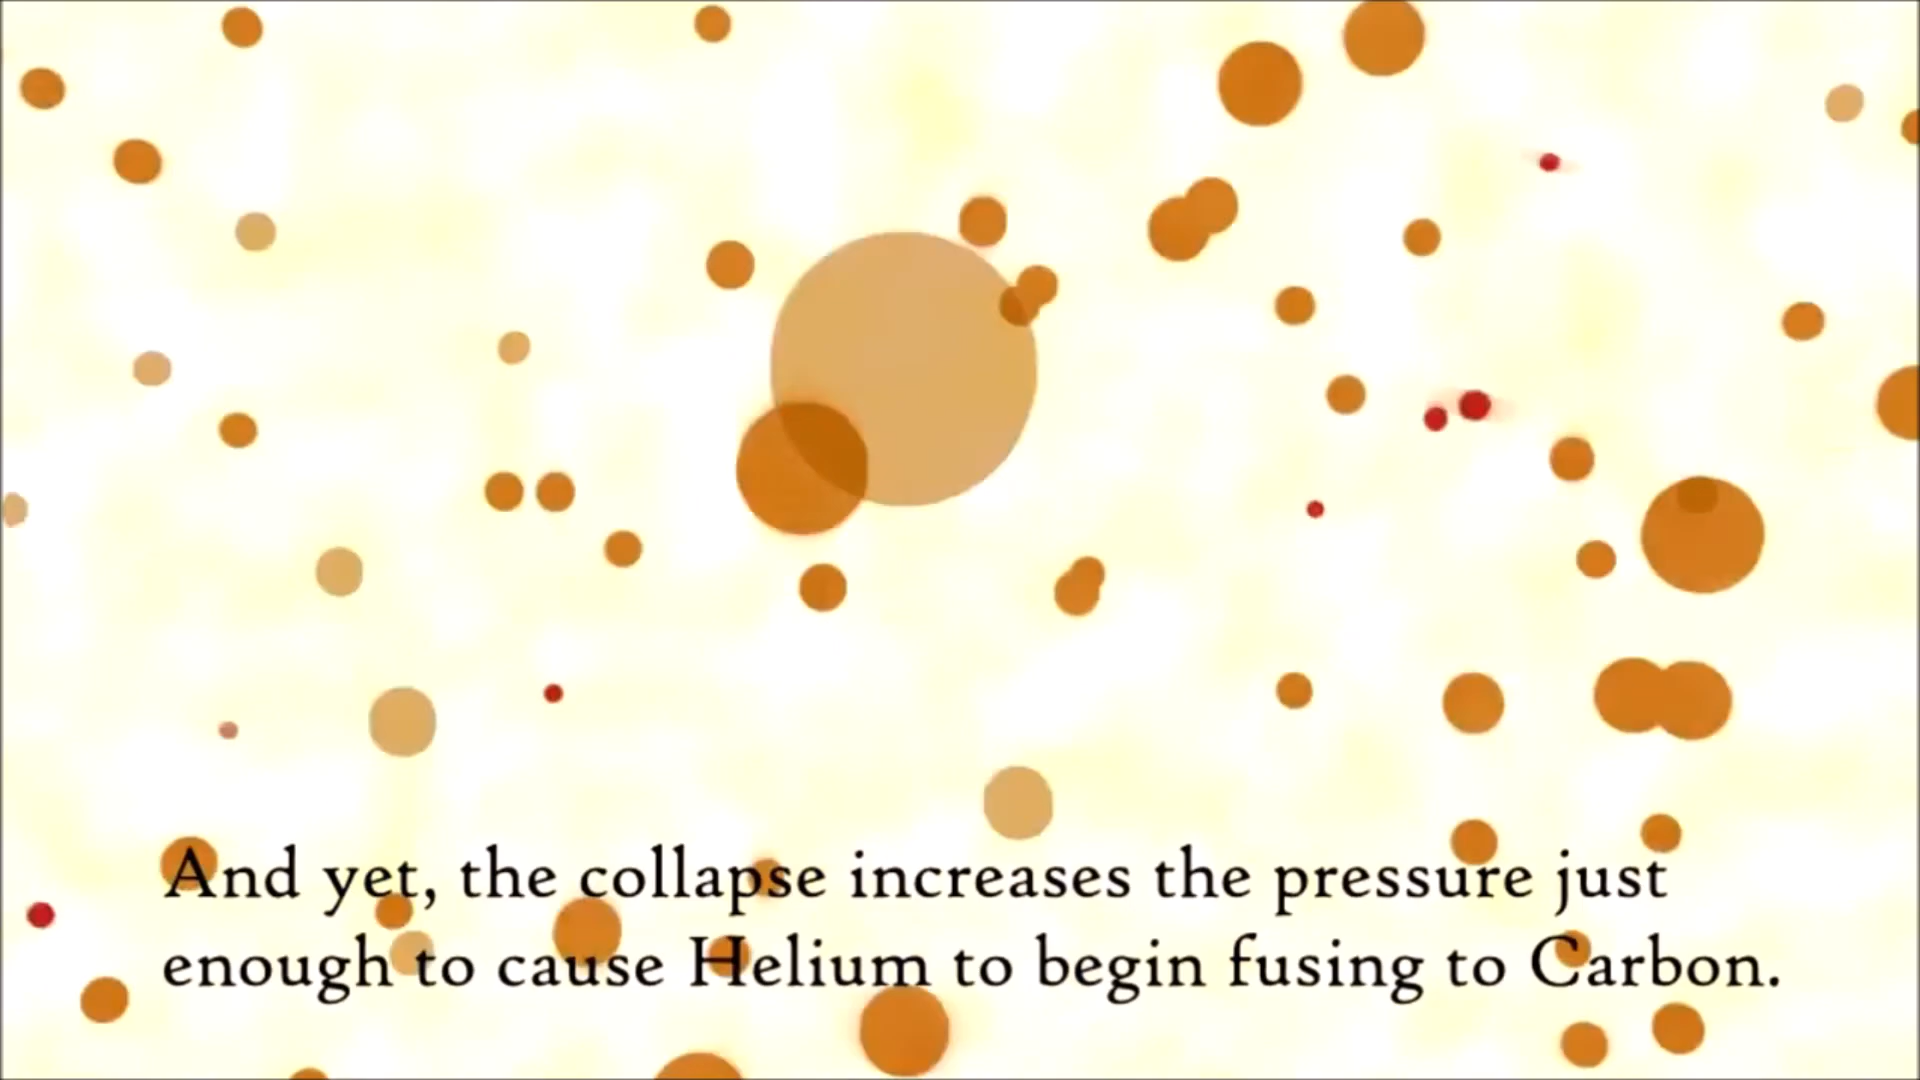 And yet, the collapse increases the pressure just
enough to cause Helium to begin fusing to Carbon.